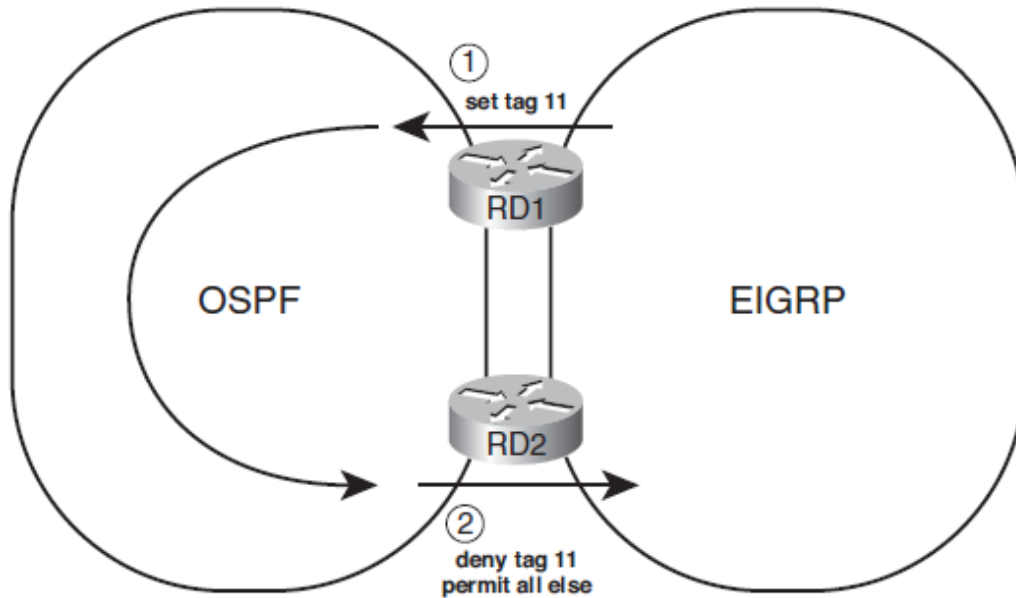 ①
set tag 11
RD1
OSPF
EIGRP
RD2
②
deny tag 11
permit all else